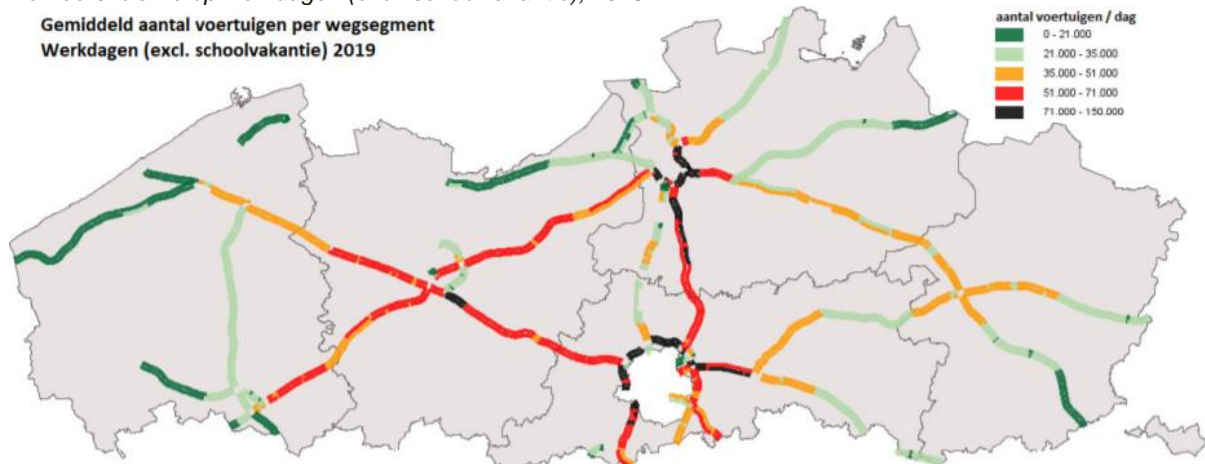 Gemiddeld aantal voertuigen per wegsegment
Werkdagen (excl. schoolvakantie) 2019
aantal voertuigen / dag
0 - 21.000
21.000 - 35.000
35.000 - 51.000
51.000 - 71.000
71.000 - 150.000